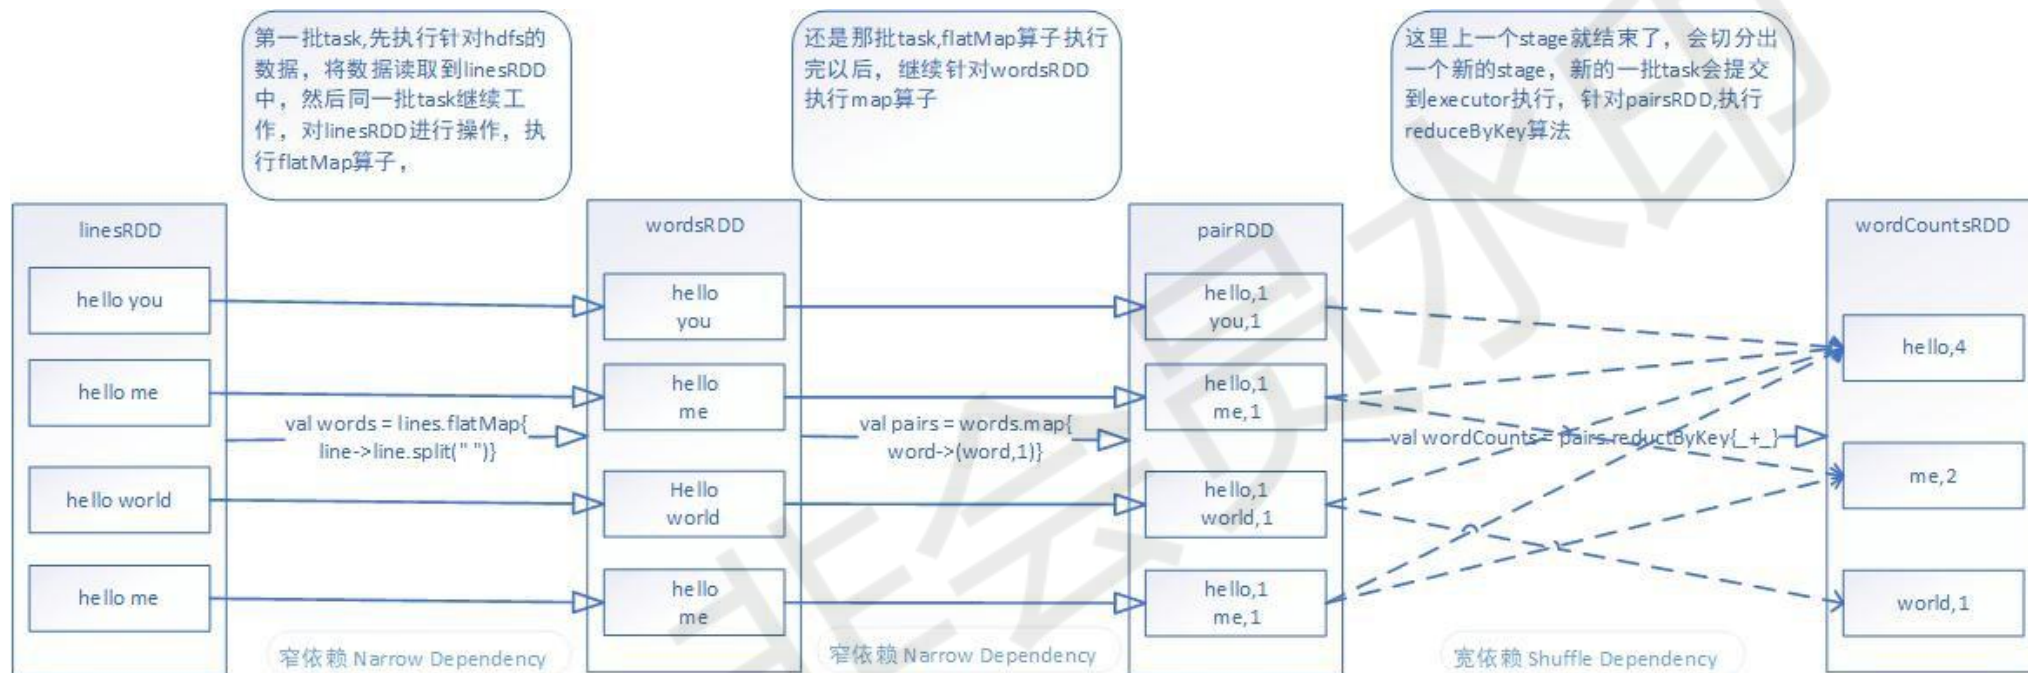 第一批task,先执行针对hdfs的
数据，将数据读取到linesRDD
中，然后同一批task继续工
作，对linesRDD进行操作，执
行flatMap算子，
还是那批task,flatMap算子执行
完以后，继续针对wordsRDD
执行map算子
这里上一个stage就结束了，会切分出
一个新的stage，新的一批task会提交
到executor执行，针对pairsRDD,执行
reduceByKey算法
linesRDD
hello you
hello me
hello world
hello me
val words = lines.flatMap{
line->line.split(" ")}
窄依赖 Narrow Dependency
wordsRDD
hello
you
hello
me
Hello
world
hello
me
val pairs = words.map{
word->(word,1)}
窄依赖 Narrow Dependency
pairRDD
hello,1
you,1
hello,1
me,1
hello,1
world,1
hello,1
me,1
val wordCounts = pairs.reductByKey{_+_}
宽依赖 Shuffle Dependency
wordCountsRDD
hello,4
me,2
world,1
非会员水印